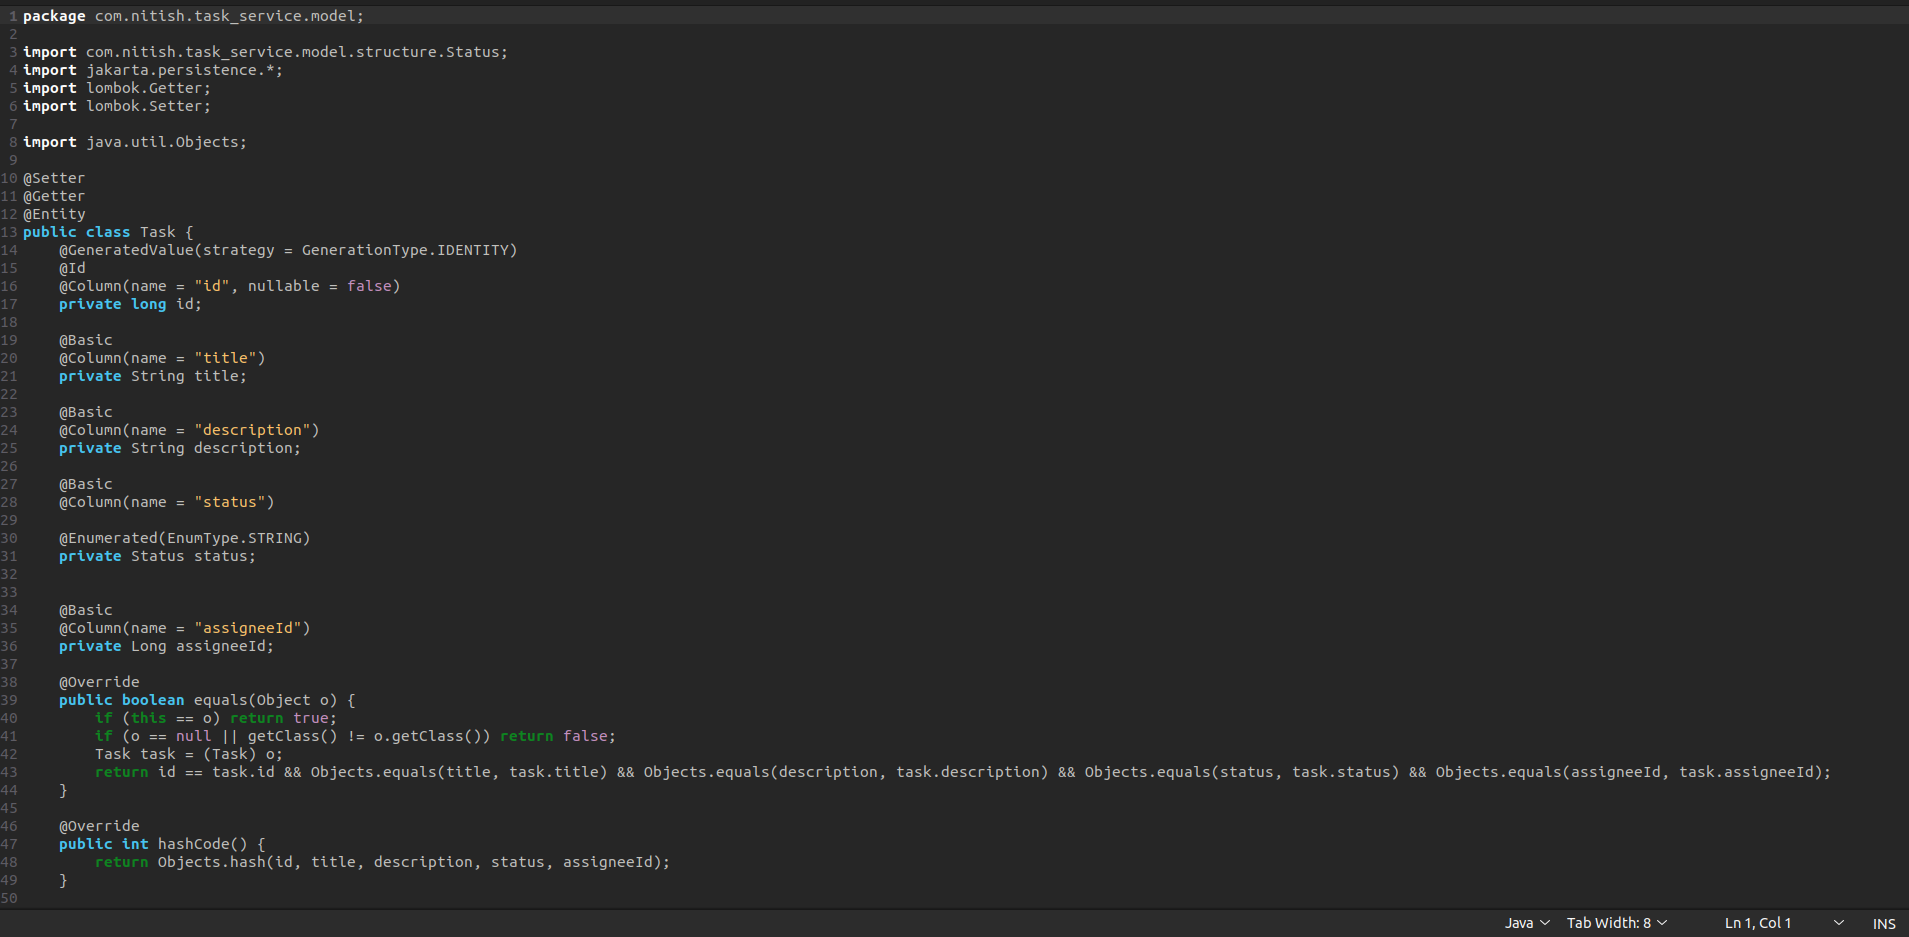 1 package com.nitish.task_service.model;
2
3 import com.nitish.task_service.model.structure.Status;
4 import jakarta.persistence.*;
5 import lombok.Getter;
6 import lombok.Setter;
7
8 import java.util.Objects;
9
10 @Setter
11 @Getter
12 @Entity
13 public class Task {
14     @GeneratedValue(strategy = GenerationType.IDENTITY)
15     @Id
16     @Column(name = "id", nullable = false)
17     private long id;
18
19     @Basic
20     @Column(name = "title")
21     private String title;
22
23     @Basic
24     @Column(name = "description")
25     private String description;
26
27     @Basic
28     @Column(name = "status")
29
30     @Enumerated(EnumType.STRING)
31     private Status status;
32
33
34     @Basic
35     @Column(name = "assigneeId")
36     private Long assigneeId;
37
38     @Override
39     public boolean equals(Object o) {
40         if (this == o) return true;
41         if (o == null || getClass() != o.getClass()) return false;
42         Task task = (Task) o;
43         return id == task.id && Objects.equals(title, task.title) && Objects.equals(description, task.description) && Objects.equals(status, task.status) && Objects.equals(assigneeId, task.assigneeId);
44     }
45
46     @Override
47     public int hashCode() {
48         return Objects.hash(id, title, description, status, assigneeId);
49     }
50
Java Tab Width: 8 Ln 1, Col 1 INS